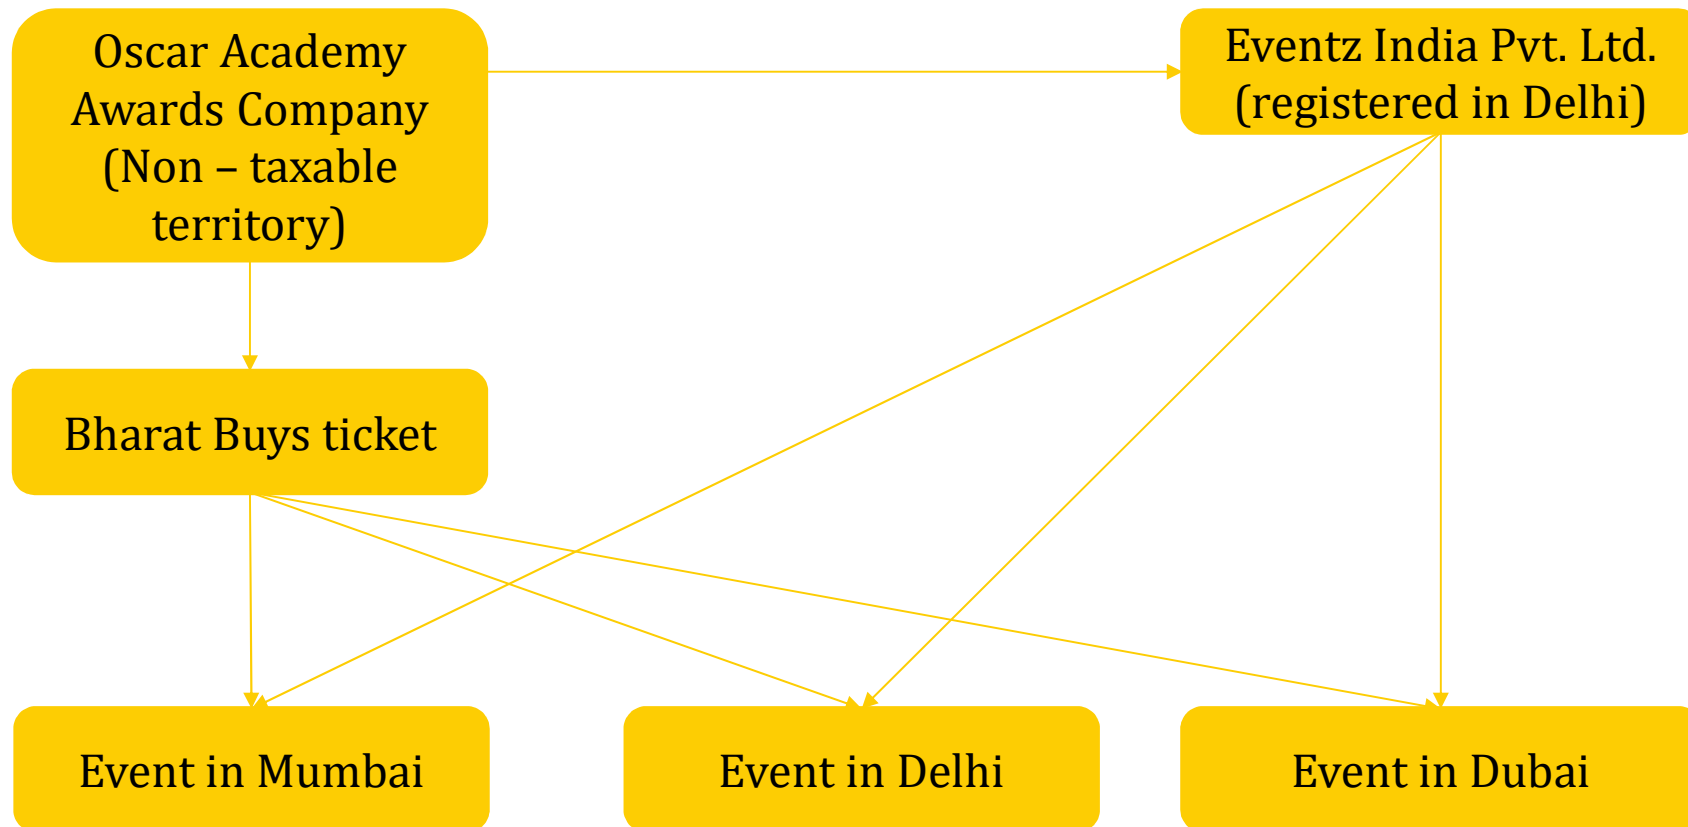 Oscar Academy
Awards Company
(Non – taxable
territory)
Eventz India Pvt. Ltd.
(registered in Delhi)
Bharat Buys ticket
Event in Mumbai
Event in Delhi
Event in Dubai